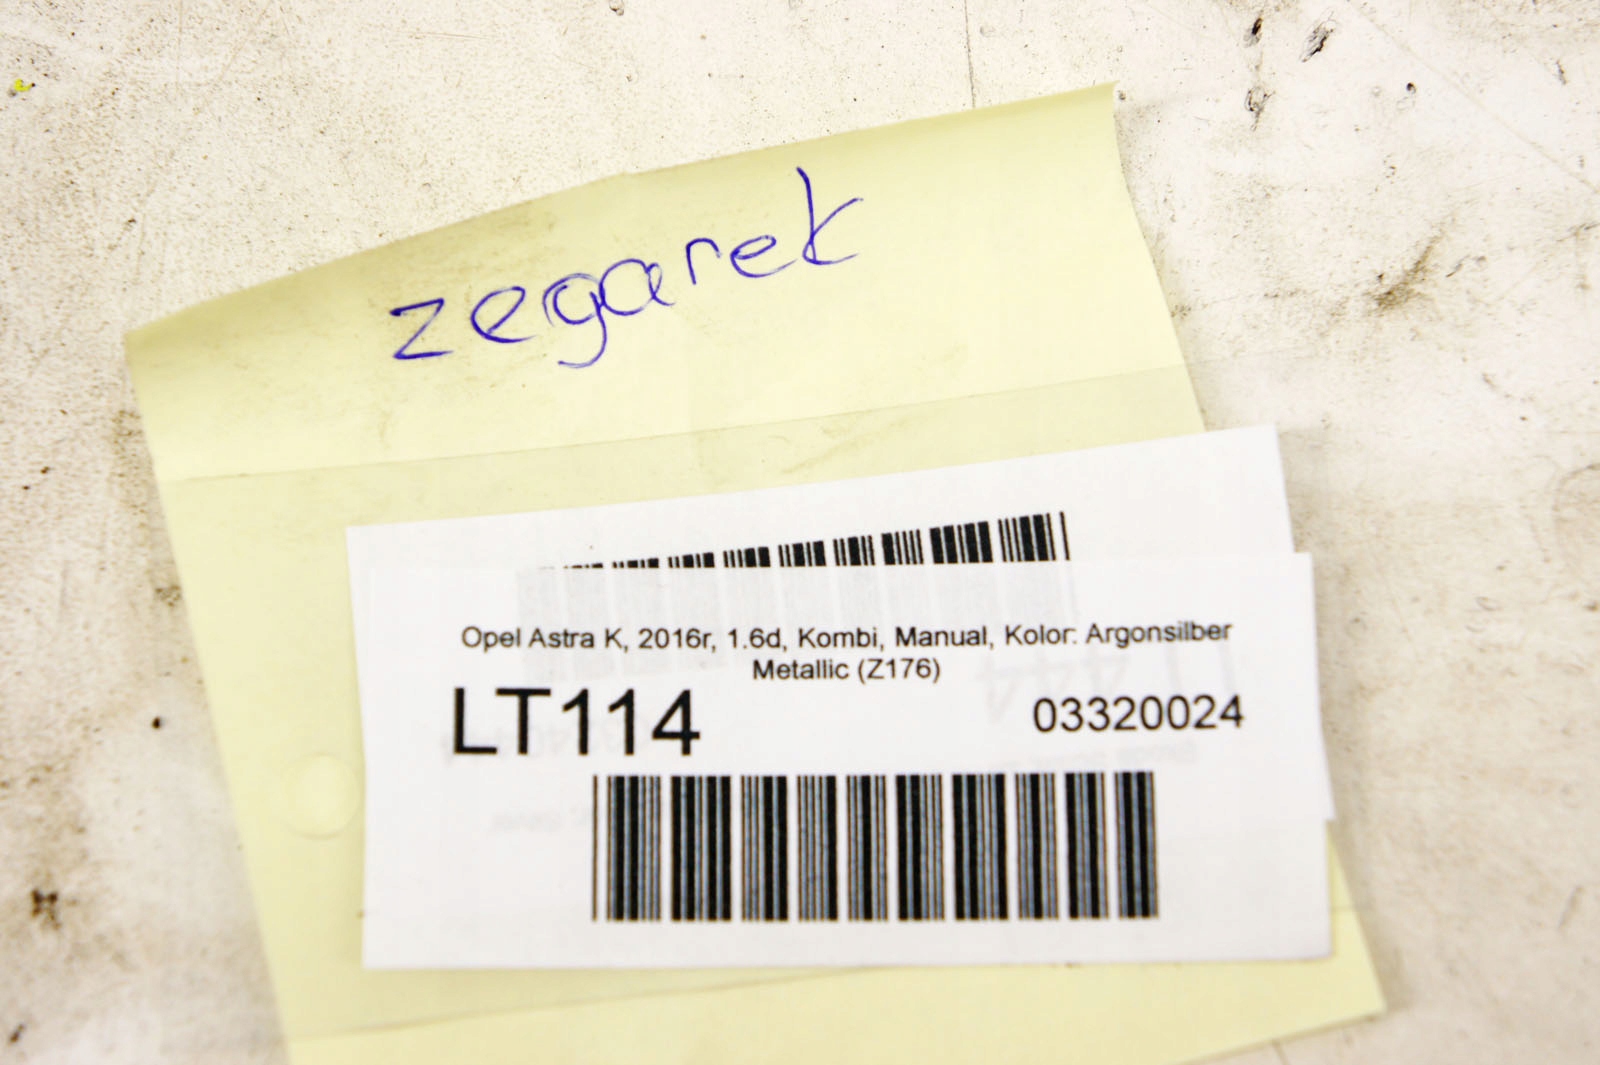 zegarek
Opel Astra K, 2016r, 1.6d, Kombi, Manual, Kolor: Argonsilber
Metallic (Z176)
LT114 03320024